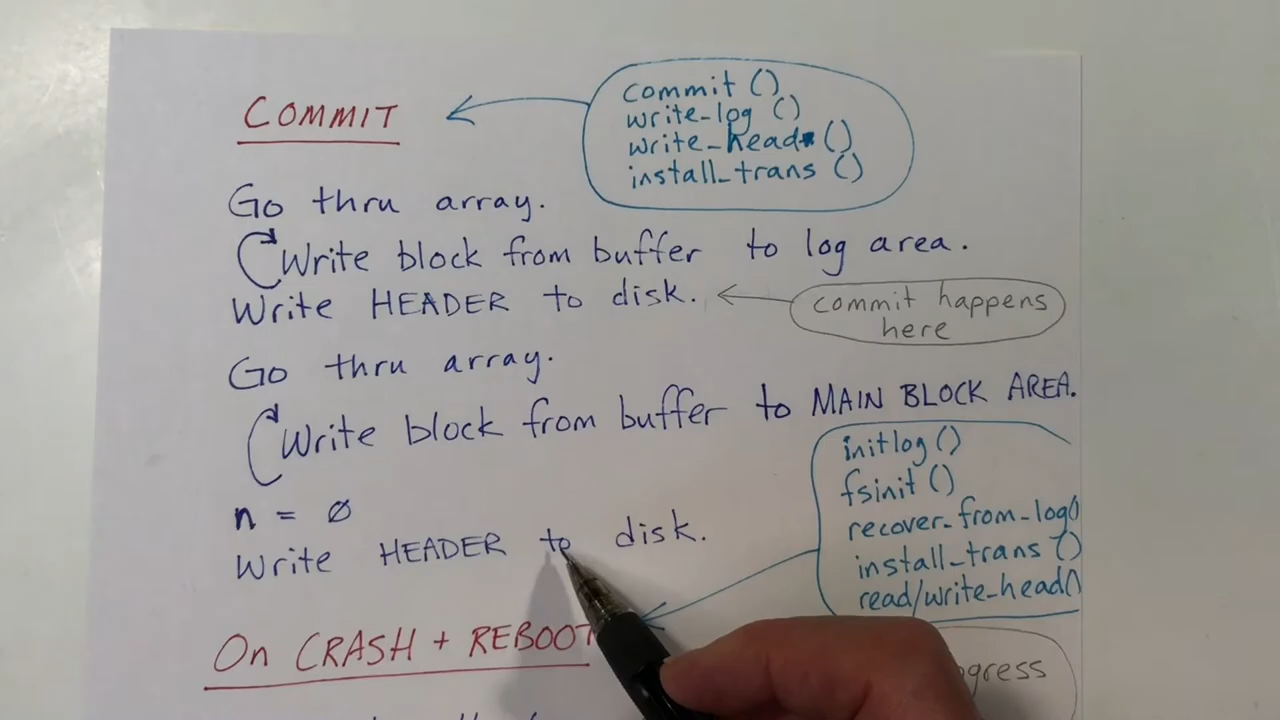 COMMIT
commit ()
write_log ()
write_head ()
install_trans ()
Go thru array.
Write block from buffer to log area.
Write HEADER to disk.
commit happens
here
Go thru array.
Write block from buffer to MAIN BLOCK AREA.
initlog ()
fsinit ()
recover_from_log()
install_trans ()
read/write_head()
n = ø
Write HEADER to disk.
On CRASH + REBOOT
ogress